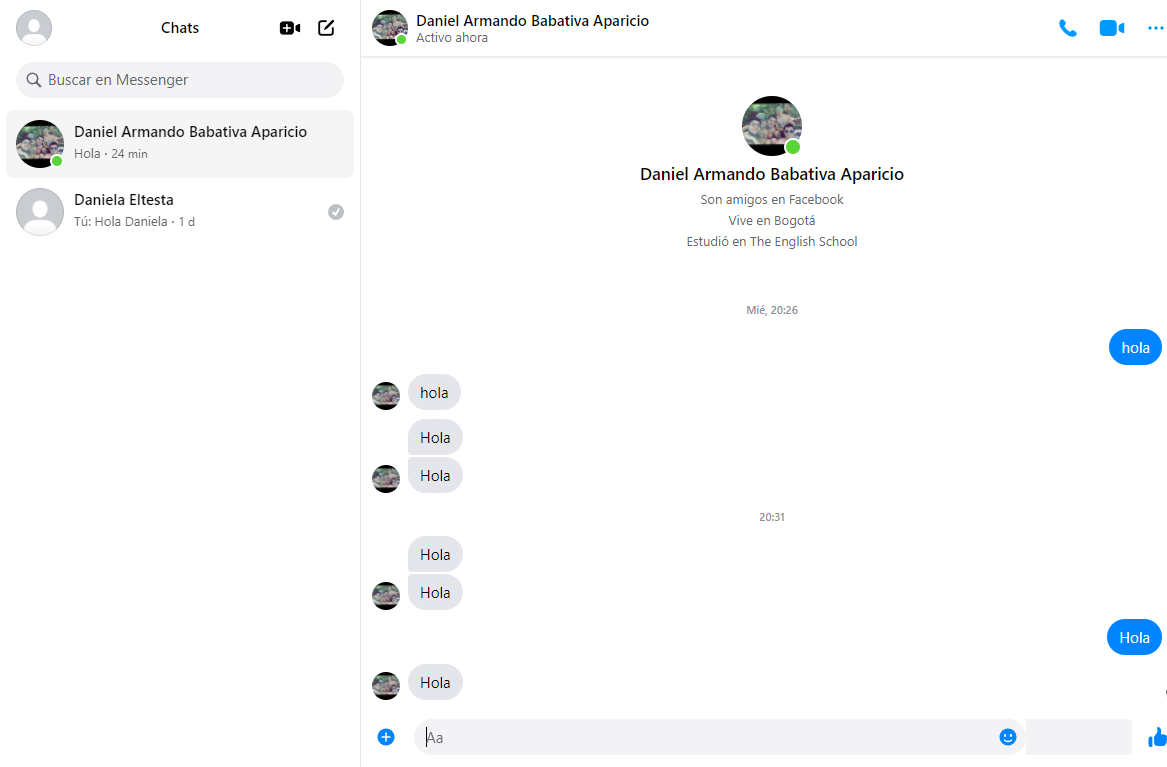 Chats
Buscar en Messenger
Daniel Armando Babativa Aparicio
Hola · 24 min
Daniela Eltesta
Tú: Hola Daniela · 1 d
Daniel Armando Babativa Aparicio
Activo ahora
Daniel Armando Babativa Aparicio
Son amigos en Facebook
Vive en Bogotá
Estudió en The English School
Mié, 20:26
hola
hola
Hola
Hola
20:31
Hola
Hola
Hola
Hola
Aa